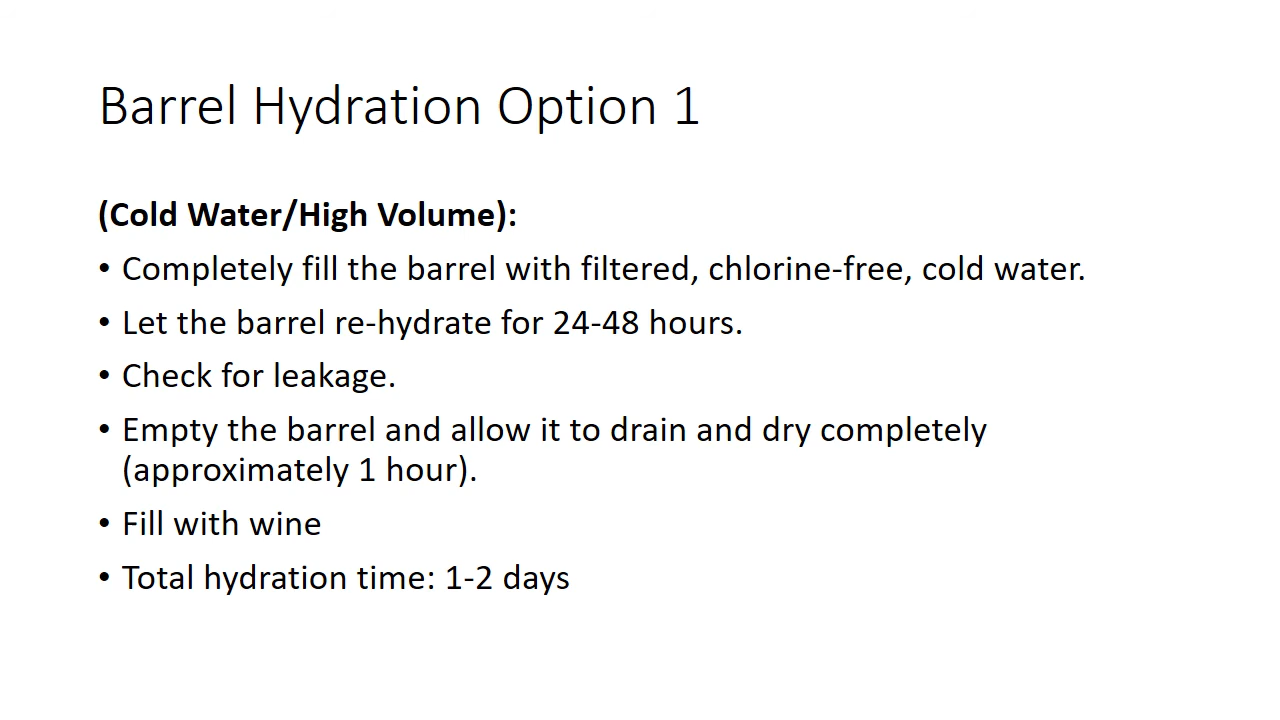 Barrel Hydration Option 1
(Cold Water/High Volume):
• Completely fill the barrel with filtered, chlorine-free, cold water.
• Let the barrel re-hydrate for 24-48 hours.
• Check for leakage.
• Empty the barrel and allow it to drain and dry completely
(approximately 1 hour).
• Fill with wine
• Total hydration time: 1-2 days